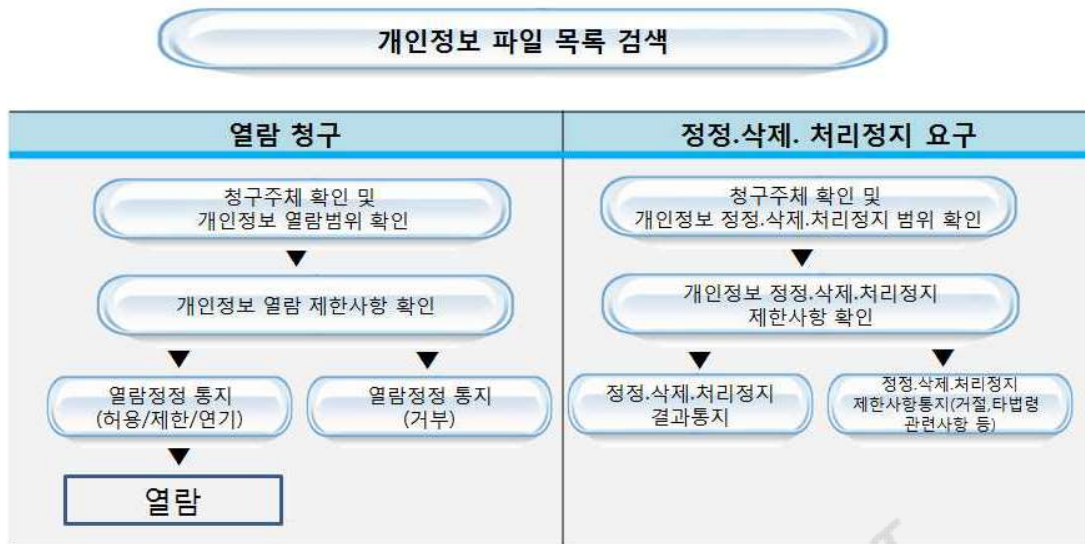 개인정보 파일 목록 검색
열람 청구
정정.삭제. 처리정지 요구
청구주체 확인 및
개인정보 열람범위 확인
개인정보 열람 제한사항 확인
열람정정 통지
(허용/제한/연기)
열람정정 통지
(거부)
열람
청구주체 확인 및
개인정보 정정.삭제.처리정지 범위 확인
개인정보 정정.삭제.처리정지
제한사항 확인
정정.삭제.처리정지
결과통지
정정.삭제.처리정지
제한사항통지(거절,타법령
관련사항 등)